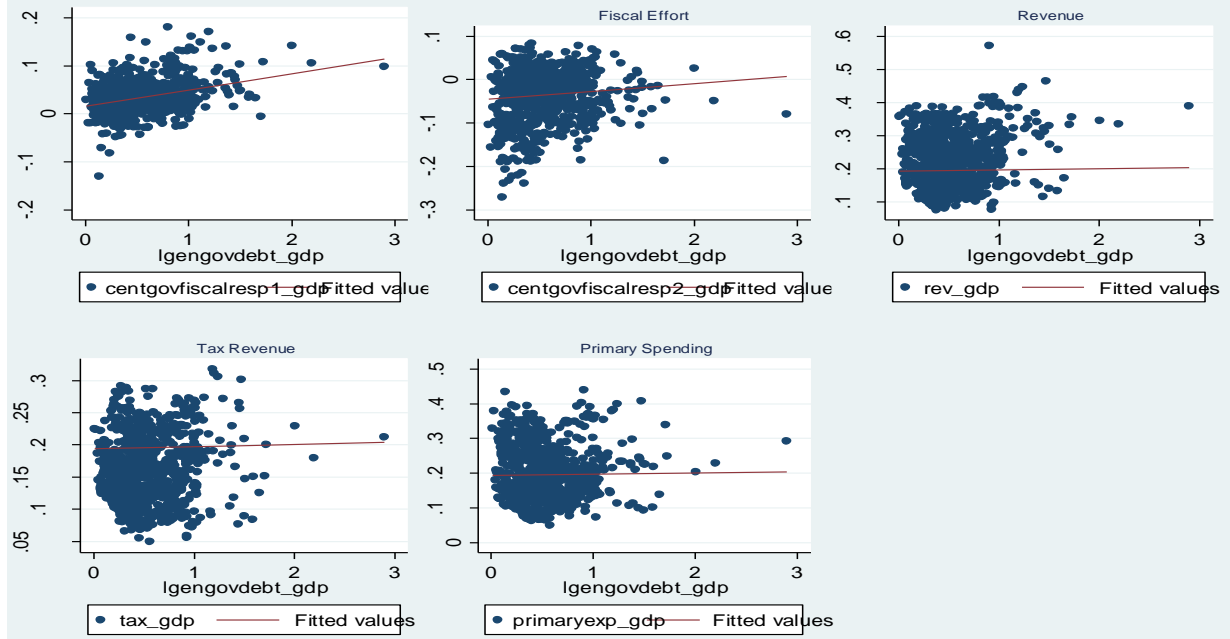 Fiscal Effort
Revenue
.2
.1
0
-.1
-.2
0 1 2 3
lgengovdebt_gdp
centgovfiscalresp1_gdp Fitted value
.1
0
-.1
-.2
-.3
0 1 2 3
lgengovdebt_gdp
centgovfiscalresp2_gdp Fitted value
.6
.5
.4
.3
.2
.1
0 1 2 3
lgengovdebt_gdp
rev_gdp Fitted values
Tax Revenue
.3
.25
.2
.15
.1
.05
0 1 2 3
lgengovdebt_gdp
tax_gdp Fitted values
Primary Spending
.5
.4
.3
.2
.1
0
0 1 2 3
lgengovdebt_gdp
primaryexp_gdp Fitted values